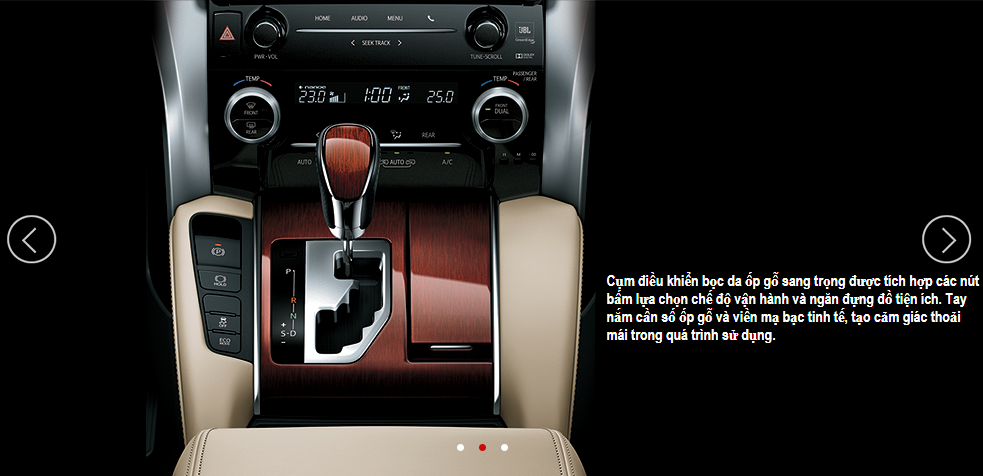 HOME AUDIO MENU
JBL
PWR•VOL SEEK TRACK TUNE•SCROLL
TEMP TEMP PASSENGER /REAR
nanoe FRONT
23.0 1:00 25.0
FRONT FRONT DUAL
REAR REAR
AUTO AUTO A/C
P
HOLD
P
R
N
D
+
S
-
OFF
ECO MODE
Cụm điều khiển bọc da ốp gỗ sang trọng được tích hợp các nút
bấm lựa chọn chế độ vận hành và ngăn đựng đồ tiện ích. Tay
nắm cần số ốp gỗ và viền mạ bạc tinh tế, tạo cảm giác thoải
mái trong quá trình sử dụng.